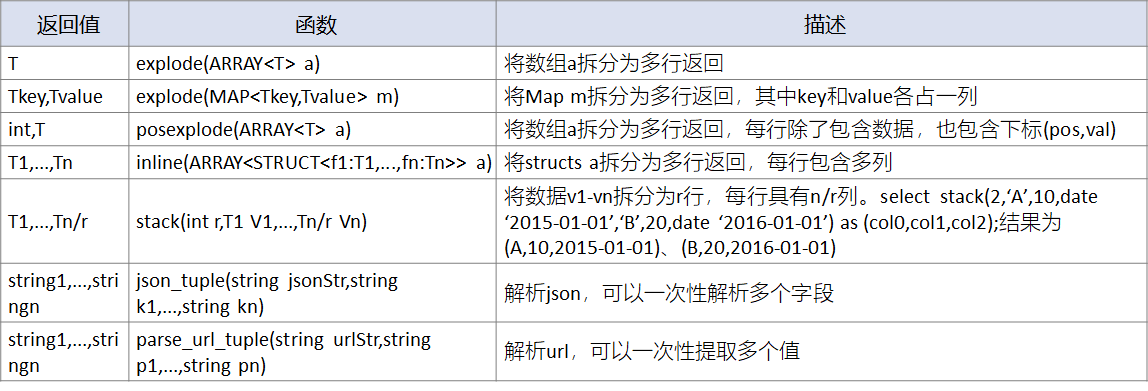 返回值 函数 描述
T explode(ARRAY<T> a) 将数组a拆分为多行返回
Tkey,Tvalue explode(MAP<Tkey,Tvalue> m) 将Map m拆分为多行返回，其中key和value各占一列
int,T posexplode(ARRAY<T> a) 将数组a拆分为多行返回，每行除了包含数据，也包含下标(pos,val)
T1,...,Tn inline(ARRAY<STRUCT<f1:T1,...,fn:Tn>> a) 将structs a拆分为多行返回，每行包含多列
T1,...,Tn/r stack(int r,T1 V1,...,Tn/r Vn)
将数据v1-vn拆分为r行，每行具有n/r列。select stack(2,‘A’,10,date
‘2015-01-01’,‘B’,20,date ‘2016-01-01’) as (col0,col1,col2);结果为
(A,10,2015-01-01)、(B,20,2016-01-01)
string1,...,stri
ngn
json_tuple(string jsonStr,string
k1,...,string kn)
解析json，可以一次性解析多个字段
string1,...,stri
ngn
parse_url_tuple(string urlStr,string
p1,...,string pn)
解析url，可以一次性提取多个值